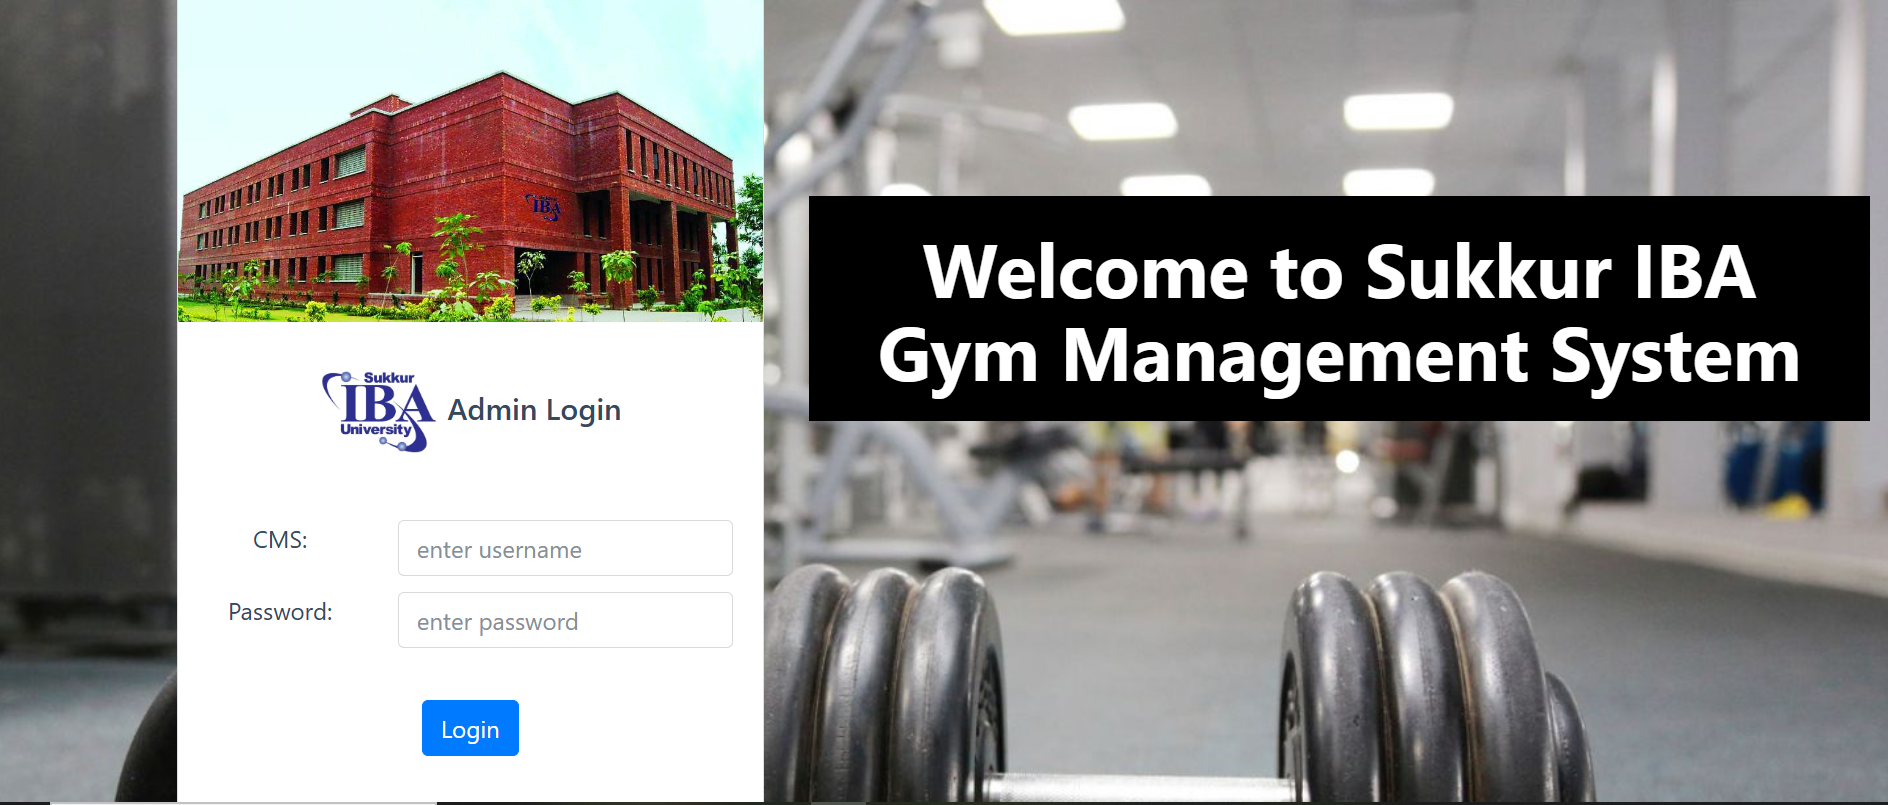 IBA
Sukkur
IBA
University
Admin Login
CMS:
enter username
Password:
enter password
Login
Welcome to Sukkur IBA
Gym Management System